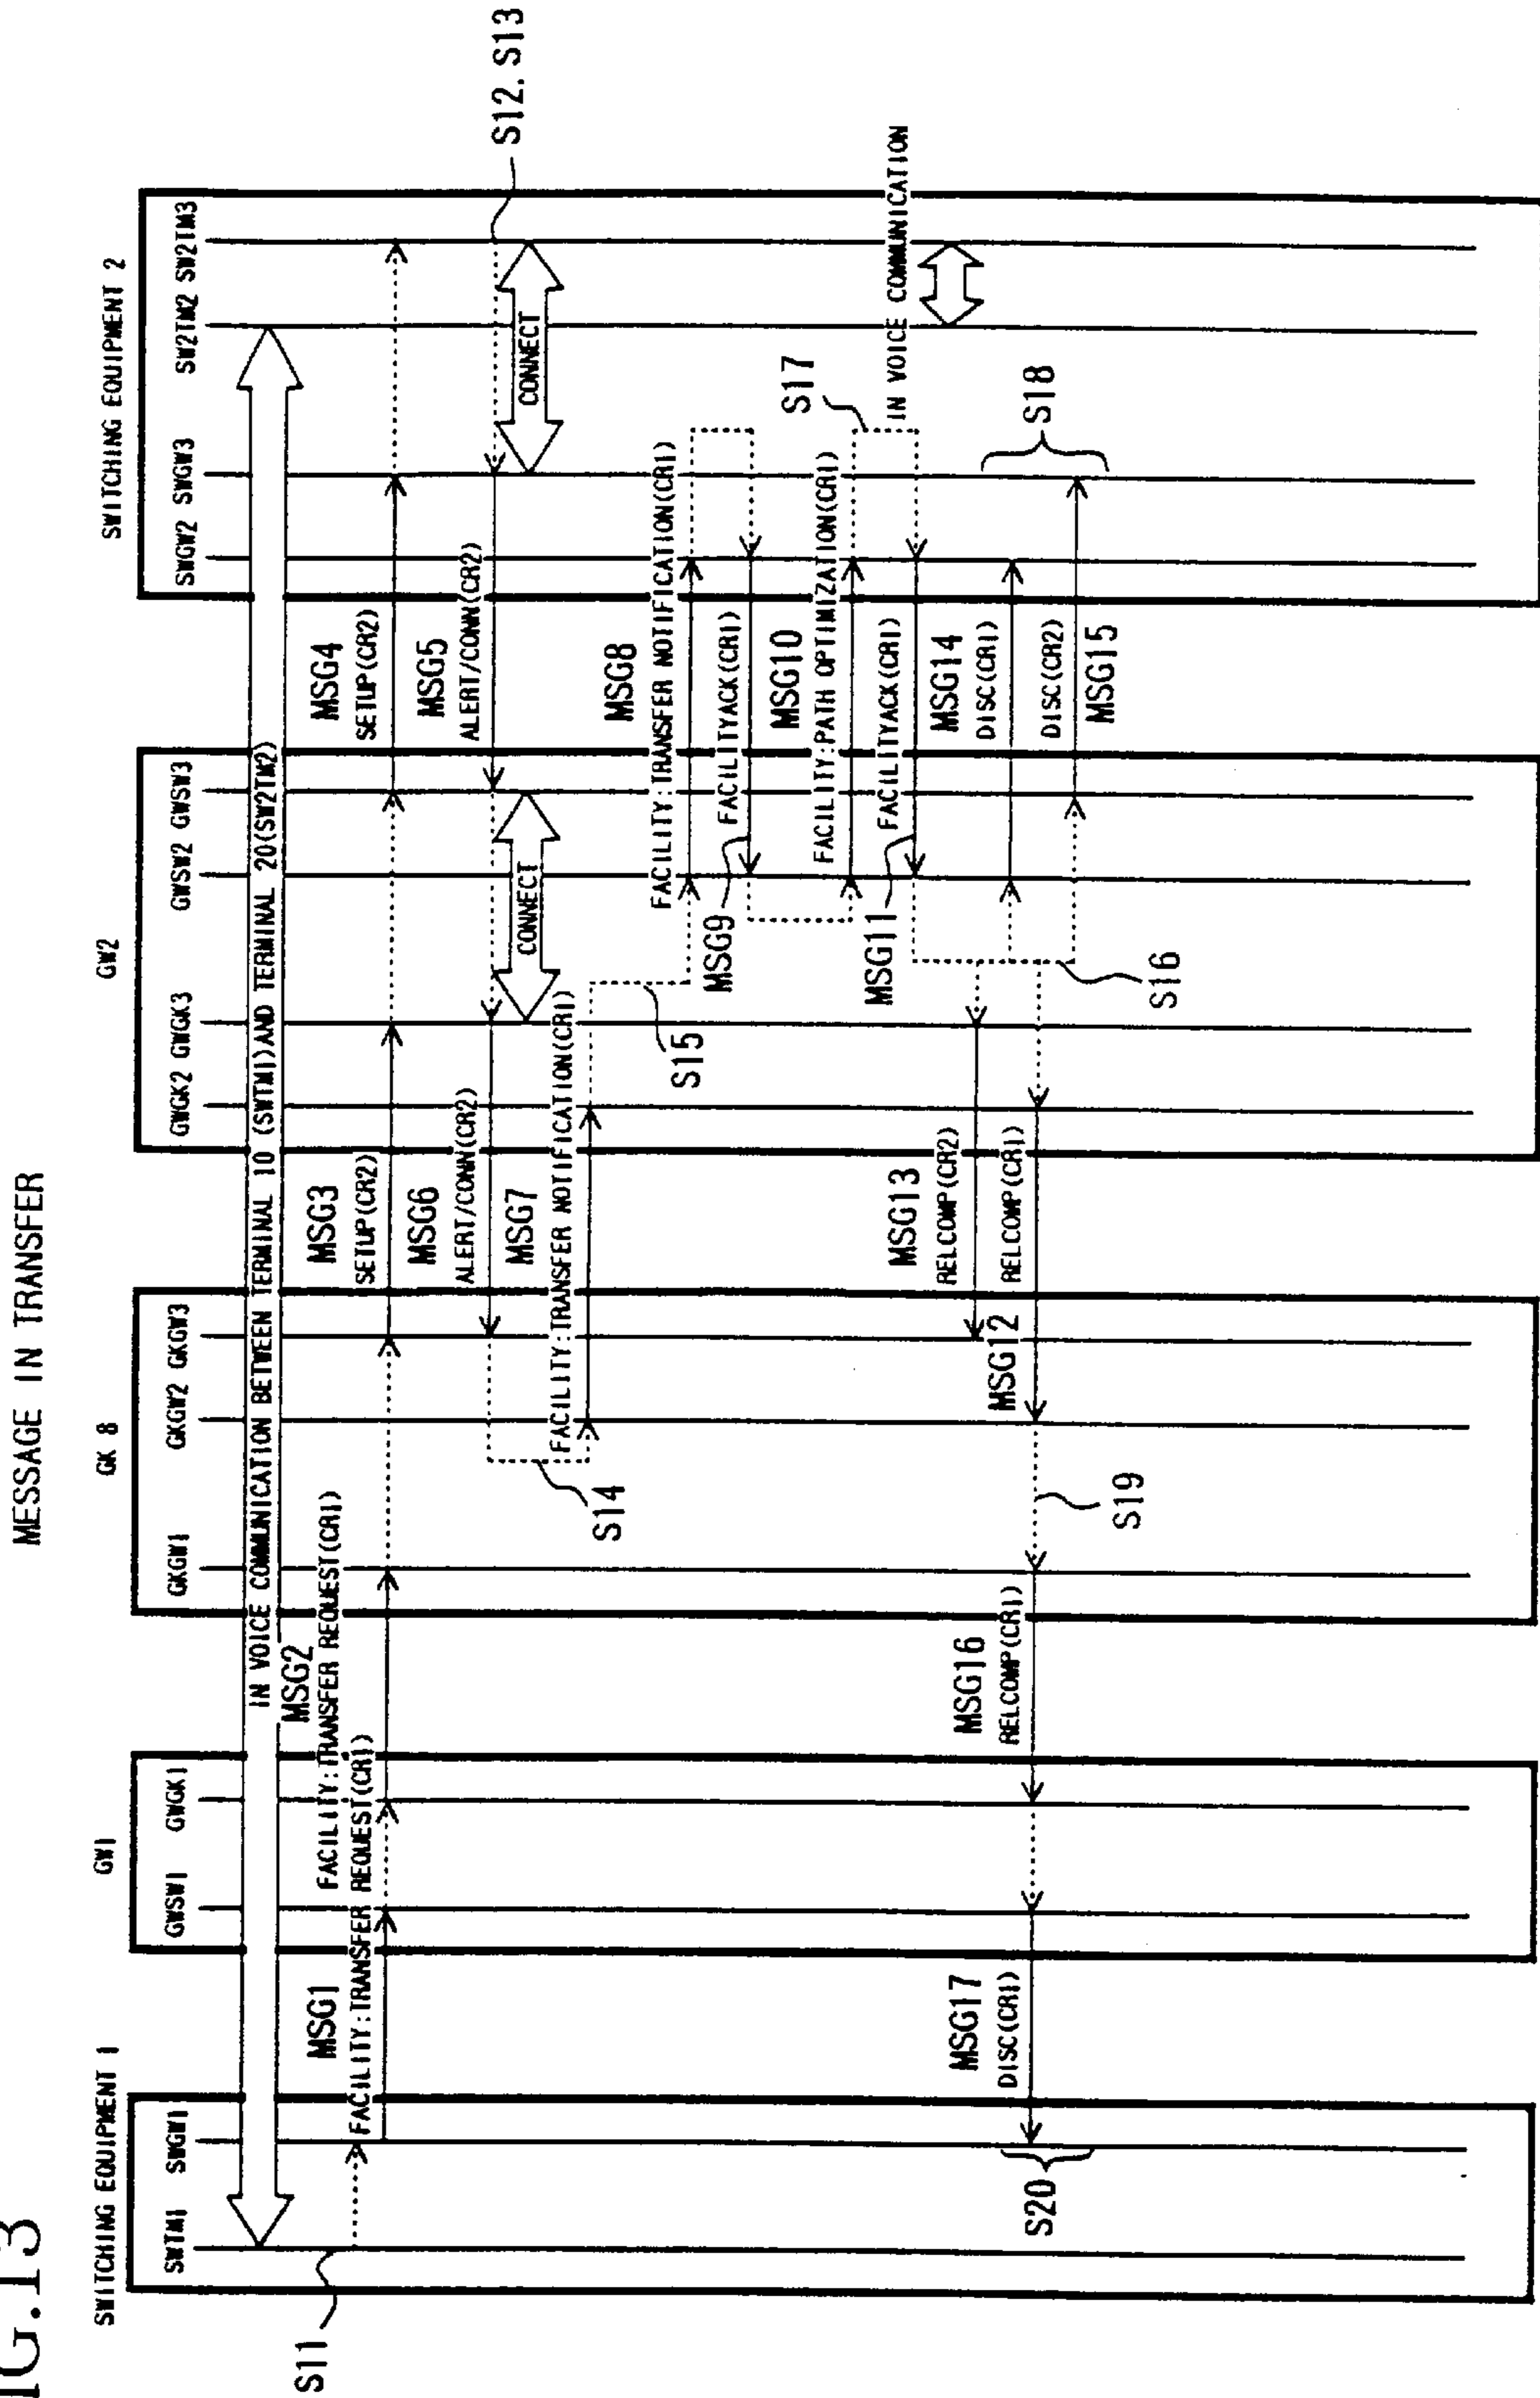 FIG.13
MESSAGE IN TRANSFER
SWITCHING EQUIPMENT 1
GW1
GK 8
GW2
SWITCHING EQUIPMENT 2
SWTM1
SWGW1
GWSW1
GWGK1
GKGW1
GKGW2
GKGW3
GWGK2
GWGK3
GWSW2
GWSW3
SWGW2
SWGW3
SW2TM2
SW2TM3
IN VOICE COMMUNICATION BETWEEN TERMINAL 10 (SWTM1) AND TERMINAL 20(SW2TM2)
S11
MSG1
FACILITY:TRANSFER REQUEST(CR1)
MSG2
FACILITY:TRANSFER REQUEST(CR1)
MSG3
SETUP(CR2)
MSG4
SETUP(CR2)
S12, S13
MSG5
ALERT/CONN(CR2)
CONNECT
CONNECT
MSG6
ALERT/CONN(CR2)
S14
MSG7
FACILITY:TRANSFER NOTIFICATION(CR1)
S15
MSG8
FACILITY:TRANSFER NOTIFICATION(CR1)
MSG9
FACILITYACK(CR1)
MSG10
FACILITY:PATH OPTIMIZATION(CR1)
S17
MSG11
FACILITYACK(CR1)
IN VOICE COMMUNICATION
S16
MSG14
DISC(CR1)
DISC(CR2)
MSG15
S18
MSG13
RELCOMP(CR2)
RELCOMP(CR1)
MSG12
S19
MSG16
RELCOMP(CR1)
MSG17
DISC(CR1)
S20